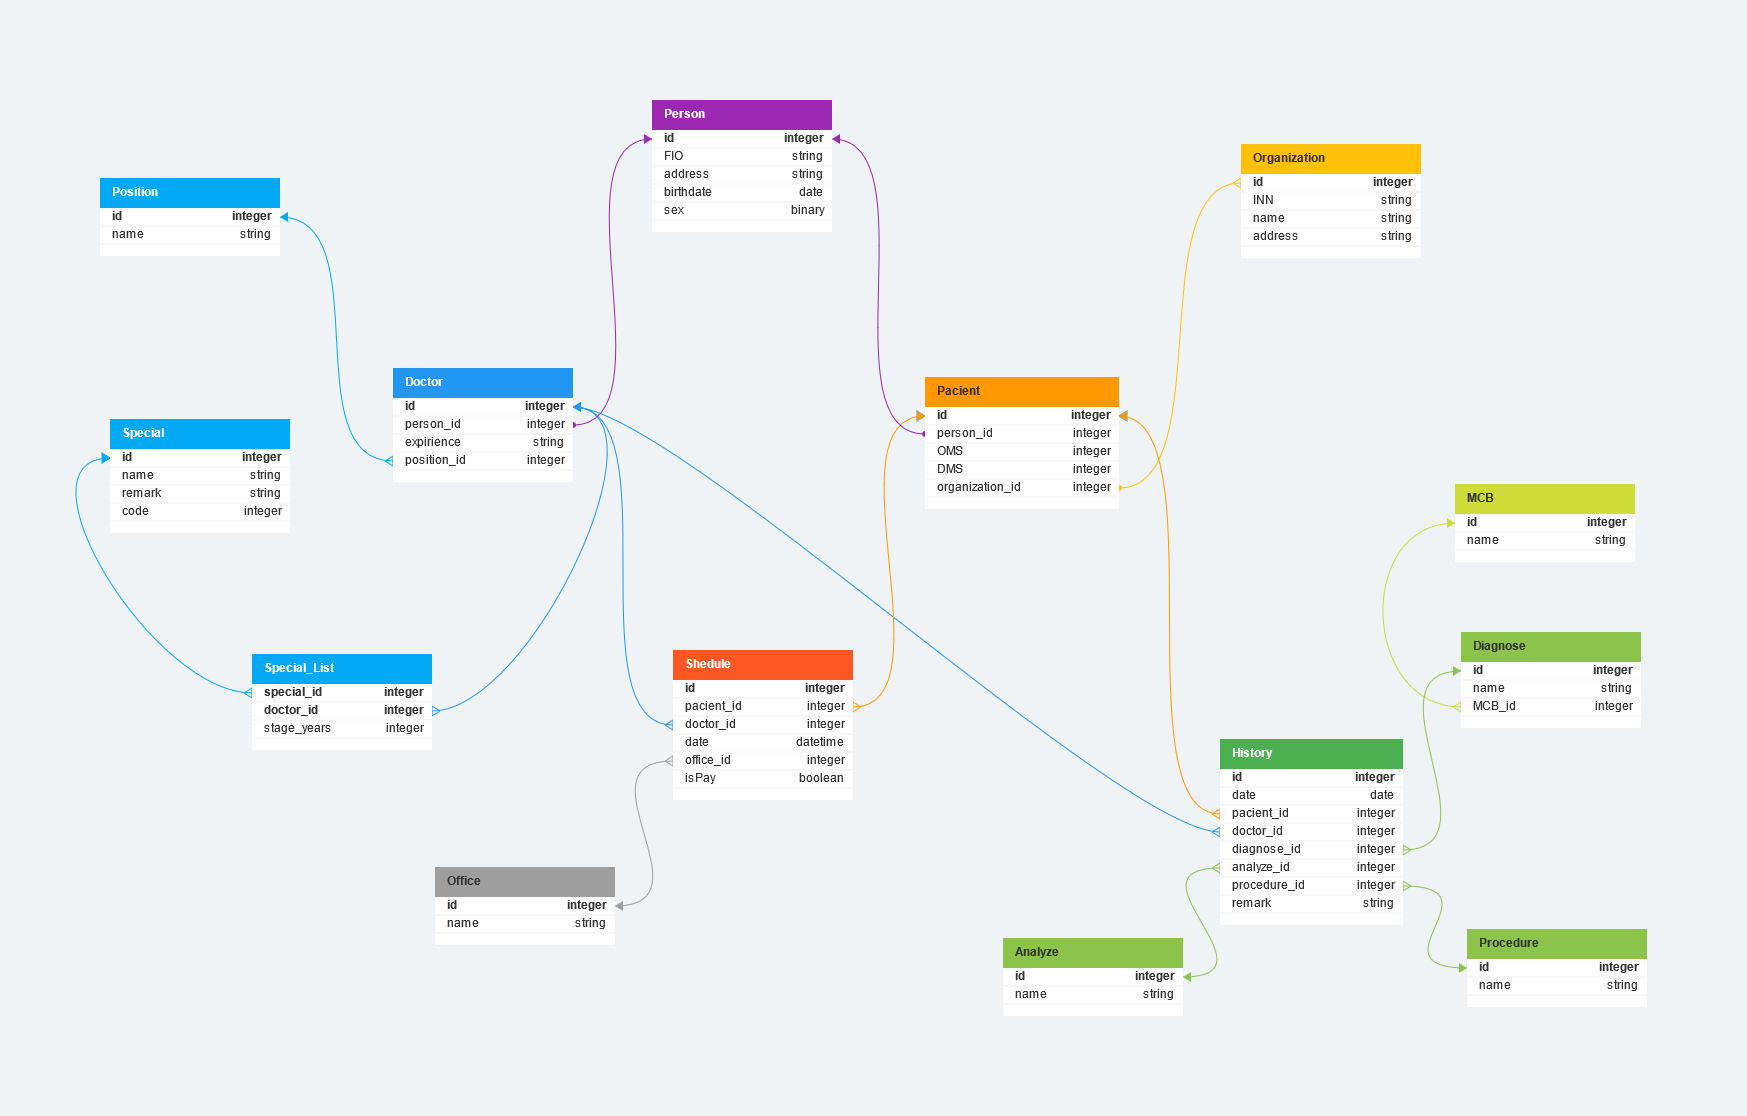 Person
id integer
FIO string
address string
birthdate date
sex binary
Organization
id integer
INN string
name string
address string
Position
id integer
name string
Doctor
id integer
person_id integer
expirience string
position_id integer
Pacient
id integer
person_id integer
OMS integer
DMS integer
organization_id integer
Special
id integer
name string
remark string
code integer
MCB
id integer
name string
Special_List
special_id integer
doctor_id integer
stage_years integer
Shedule
id integer
pacient_id integer
doctor_id integer
date datetime
office_id integer
isPay boolean
Diagnose
id integer
name string
MCB_id integer
History
id integer
date date
pacient_id integer
doctor_id integer
diagnose_id integer
analyze_id integer
procedure_id integer
remark string
Office
id integer
name string
Analyze
id integer
name string
Procedure
id integer
name string